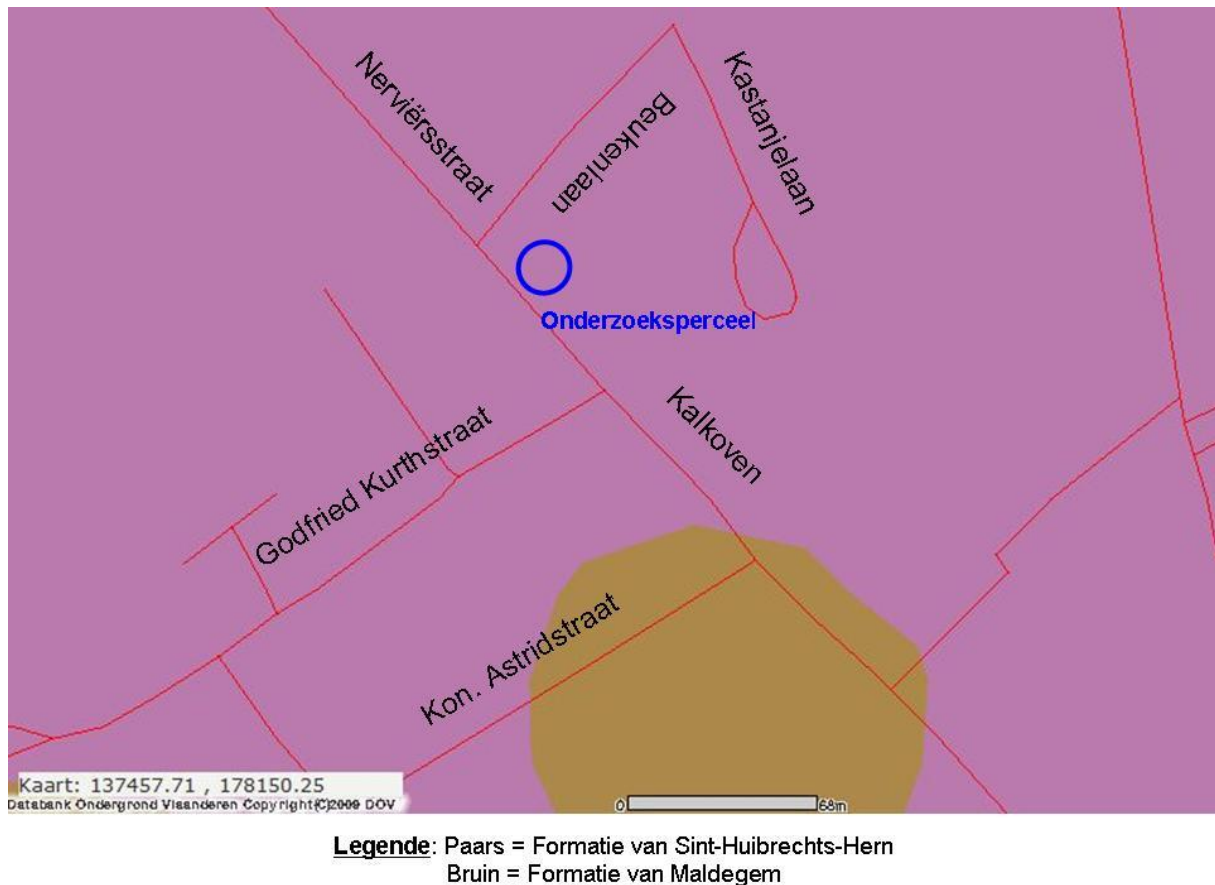 Nerviërsstraat
Beukenlaan
Kastanjelaan
Onderzoeksperceel
Kalkoven
Godfried Kurthstraat
Kon. Astridstraat
Kaart: 137457.71 , 178150.25
Databank Ondergrond Vlaanderen Copyright(C)2009 DOV
0 68m
Legende: Paars = Formatie van Sint-Huibrechts-Hern
Bruin = Formatie van Maldegem